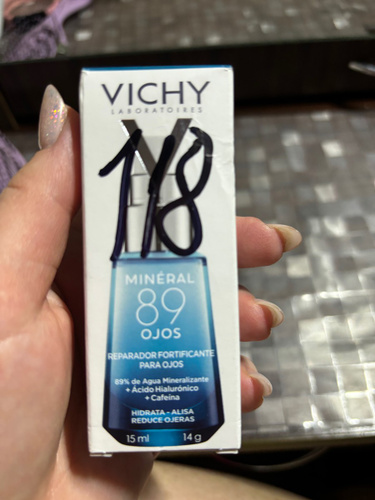 VICHY
LABORATOIRES
118
MINÉRAL
89
OJOS
REPARADOR FORTIFICANTE
PARA OJOS
89% de Agua Mineralizante
+ Ácido Hialurónico
+ Cafeína
HIDRATA - ALISA
REDUCE OJERAS
15 ml 14 g